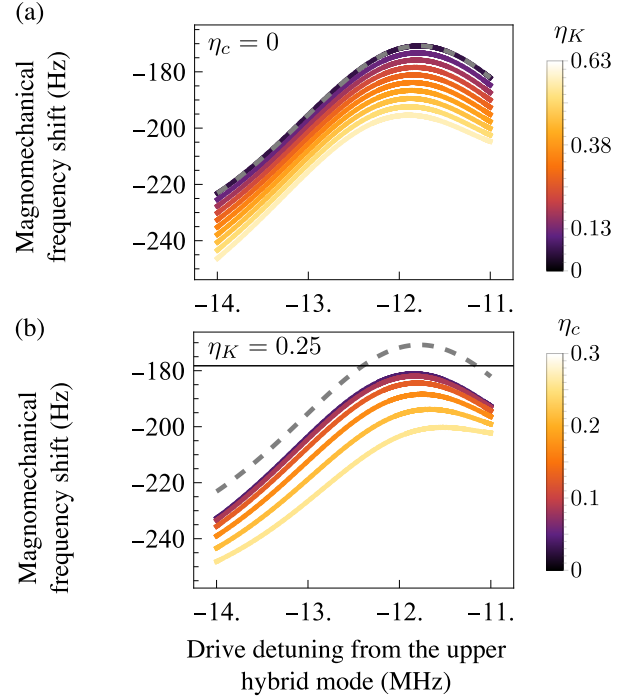 (a)
η_c = 0
η_K
Magnomechanical
frequency shift (Hz)
−180
−200
−220
−240
−14.
−13.
−12.
−11.
0.63
0.38
0.13
0
(b)
η_K = 0.25
η_c
Magnomechanical
frequency shift (Hz)
−180
−200
−220
−240
−14.
−13.
−12.
−11.
0.3
0.2
0.1
0
Drive detuning from the upper
hybrid mode (MHz)